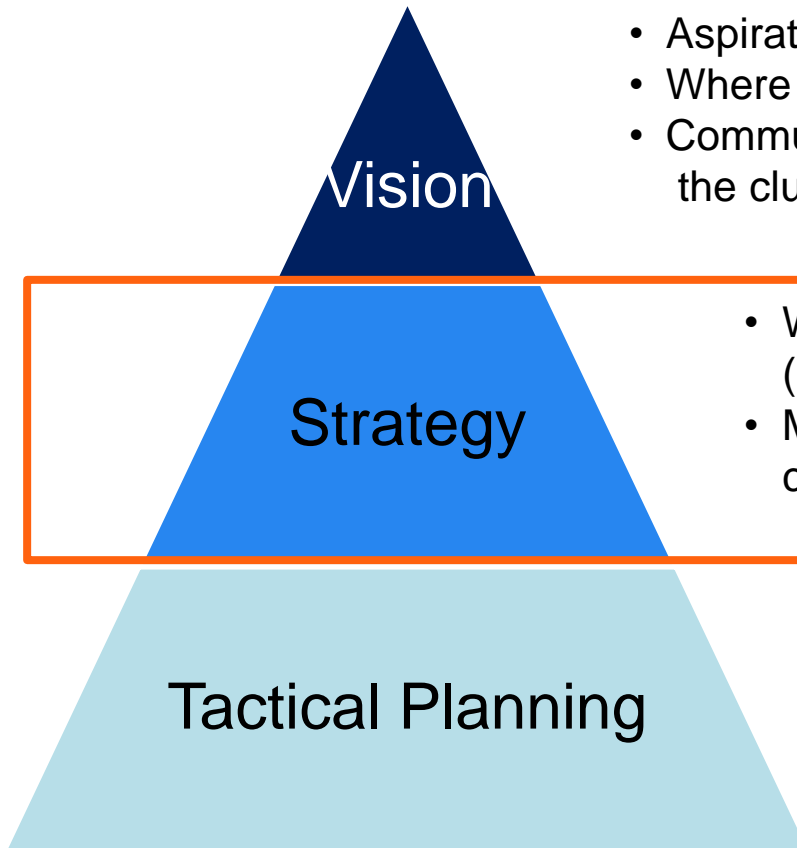 • Aspirat
• Where
• Commu
the clu
Vision
• W
(
• M
Strategy
Tactical Planning